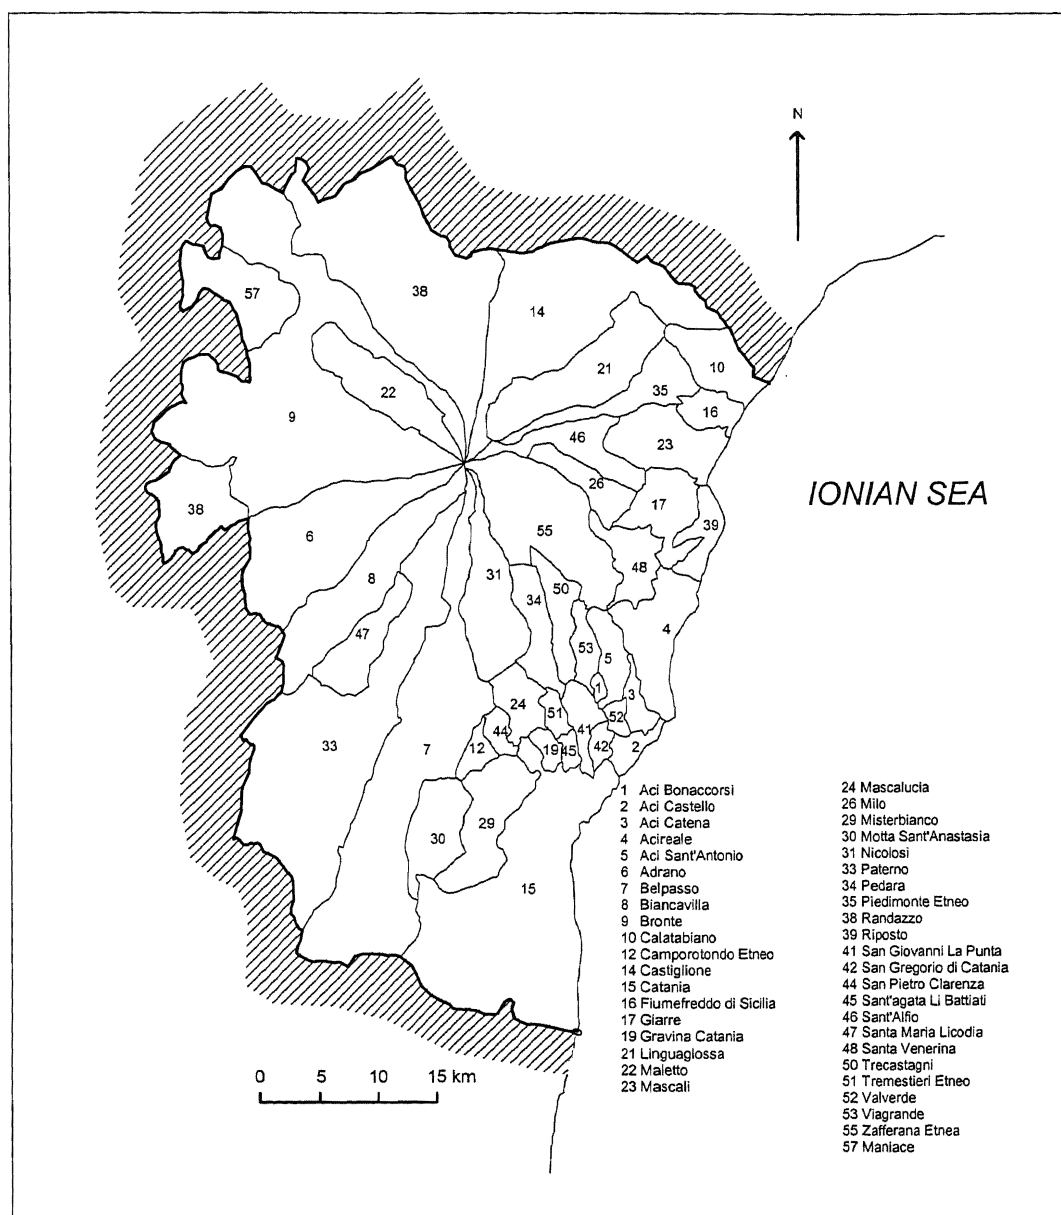 N
57
38
14
22
21
10
35
16
9
46
23
26
17
IONIAN SEA
38
6
55
39
8
31
50
48
34
47
53
5
4
1
3
24
51
52
44
41
33
7
12
19
45
42
2
29
30
15
1 Aci Bonaccorsi
2 Aci Castello
3 Aci Catena
4 Acireale
5 Aci Sant'Antonio
6 Adrano
7 Belpasso
8 Biancavilla
9 Bronte
10 Calatabiano
12 Camporotondo Etneo
14 Castiglione
15 Catania
16 Fiumefreddo di Sicilia
17 Giarre
19 Gravina Catania
21 Linguaglossa
22 Maletto
23 Mascali
24 Mascalucia
26 Milo
29 Misterbianco
30 Motta Sant'Anastasia
31 Nicolosi
33 Paterno
34 Pedara
35 Piedimonte Etneo
38 Randazzo
39 Riposto
41 San Giovanni La Punta
42 San Gregorio di Catania
44 San Pietro Clarenza
45 Sant'agata Li Battiati
46 Sant'Alfio
47 Santa Maria Licodia
48 Santa Venerina
50 Trecastagni
51 Tremestieri Etneo
52 Valverde
53 Viagrande
55 Zafferana Etnea
57 Maniace
0 5 10 15 km